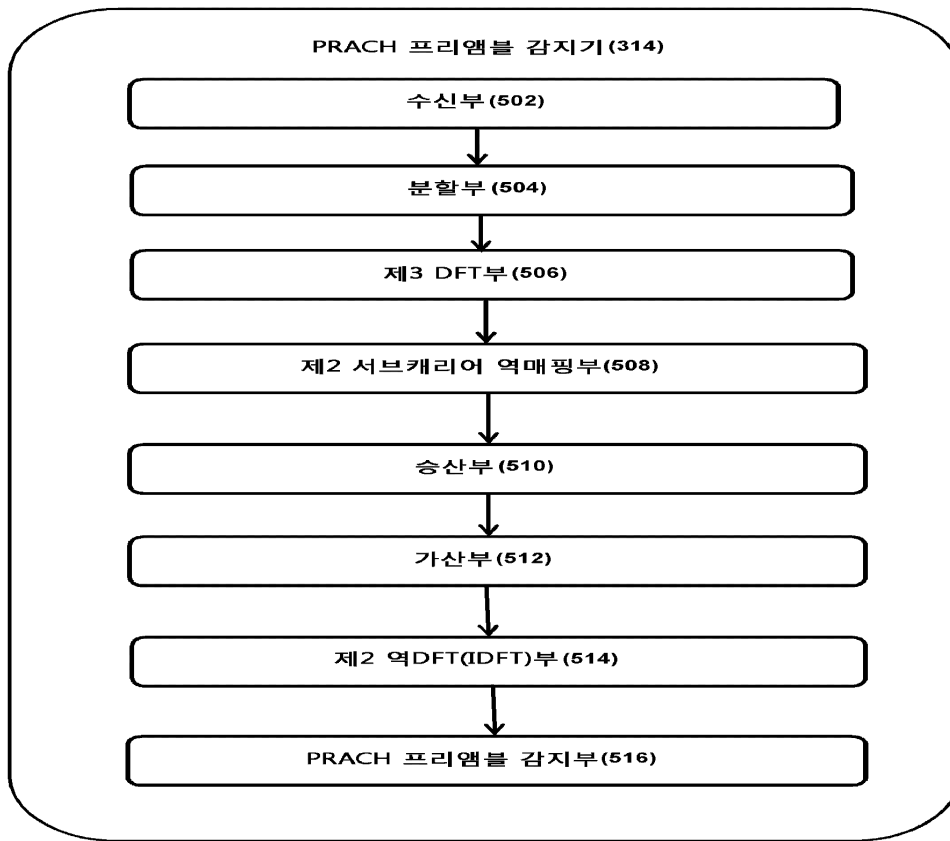 PRACH 프리앰블 감지기(314)
수신부(502)
분할부(504)
제3 DFT부(506)
제2 서브캐리어 역매핑부(508)
승산부(510)
가산부(512)
제2 역DFT(IDFT)부(514)
PRACH 프리앰블 감지부(516)